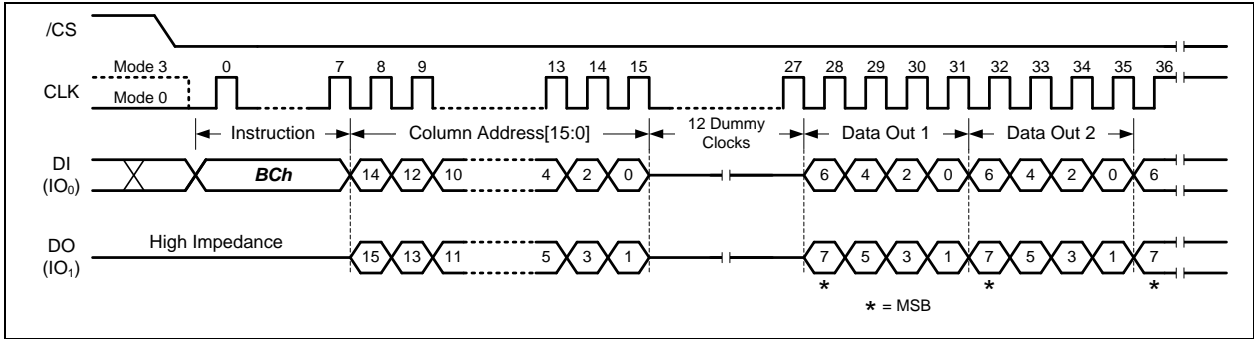 /CS
Mode 3 0 7 8 9 13 14 15 27 28 29 30 31 32 33 34 35 36
CLK
Mode 0
Instruction Column Address[15:0] 12 Dummy Clocks Data Out 1 Data Out 2
DI
(IO0) BCh 14 12 10 4 2 0 6 4 2 0 6 4 2 0 6
DO High Impedance
(IO1) 15 13 11 5 3 1 7 5 3 1 7 5 3 1 7
* * *
* = MSB